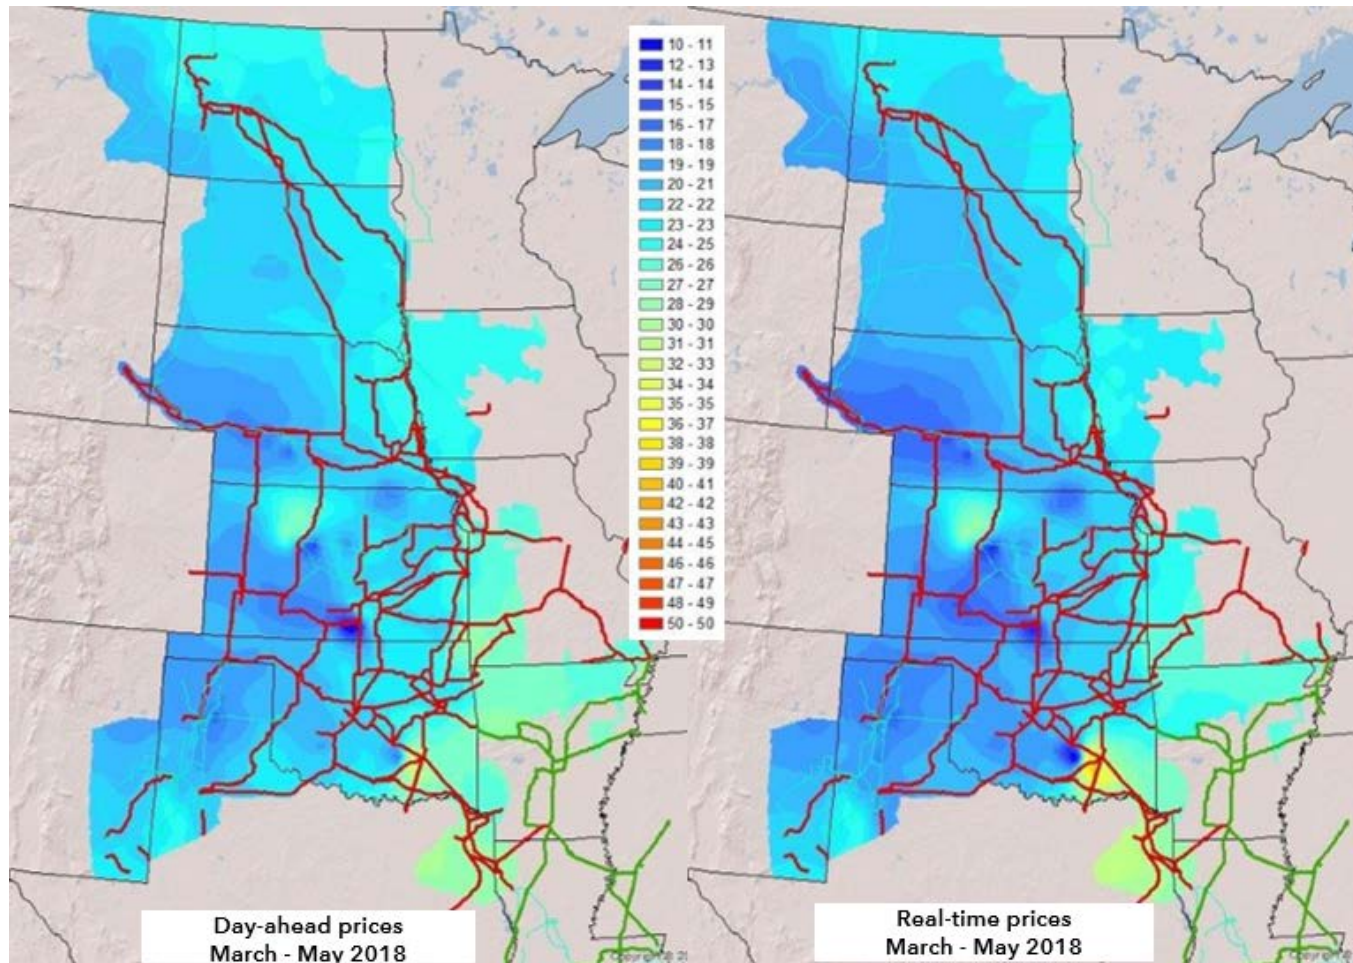 10 - 11
12 - 13
14 - 14
15 - 15
16 - 17
18 - 18
19 - 19
20 - 21
22 - 22
23 - 23
24 - 25
26 - 26
27 - 27
28 - 29
30 - 30
31 - 31
32 - 33
34 - 34
35 - 35
36 - 37
38 - 38
39 - 39
40 - 41
42 - 42
43 - 43
44 - 45
46 - 46
47 - 47
48 - 49
50 - 50
Day-ahead prices
March - May 2018
Real-time prices
March - May 2018